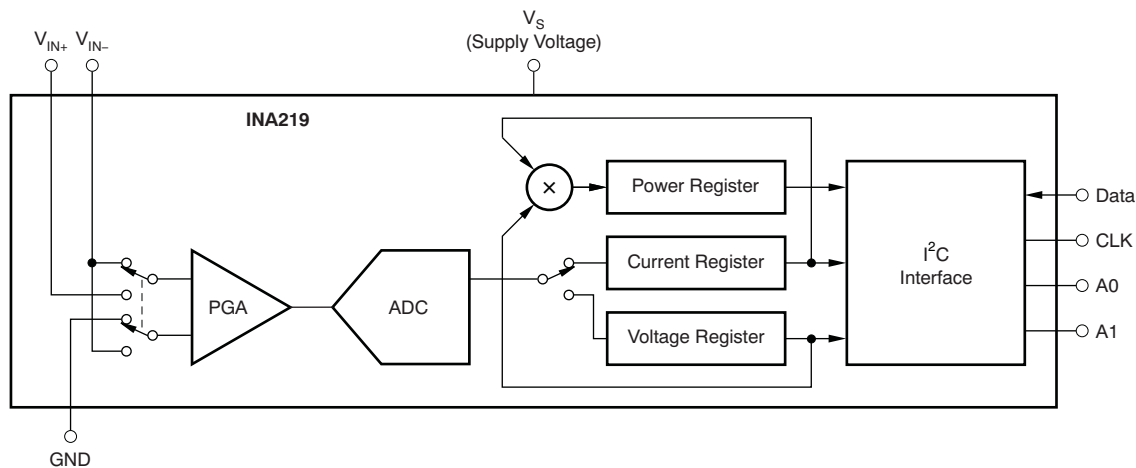 V_IN+ V_IN–
V_S
(Supply Voltage)
INA219
×
Power Register
Data
CLK
Current Register
I²C
Interface
PGA
ADC
A0
Voltage Register
A1
GND